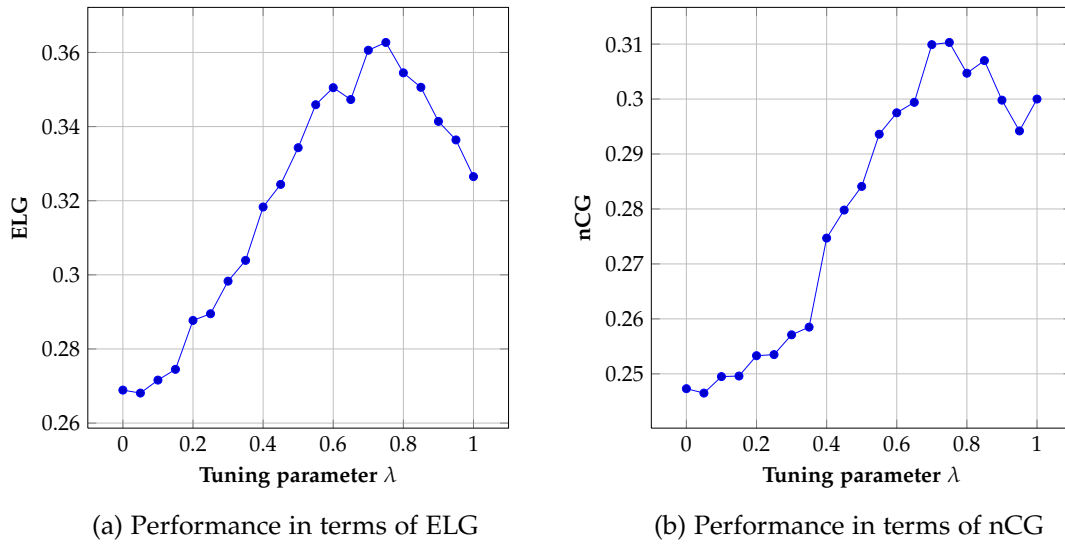 0.36
0.34
0.32
0.3
0.28
0.26
ELG
0 0.2 0.4 0.6 0.8 1
Tuning parameter λ
(a) Performance in terms of ELG
0.31
0.3
0.29
0.28
0.27
0.26
0.25
nCG
0 0.2 0.4 0.6 0.8 1
Tuning parameter λ
(b) Performance in terms of nCG